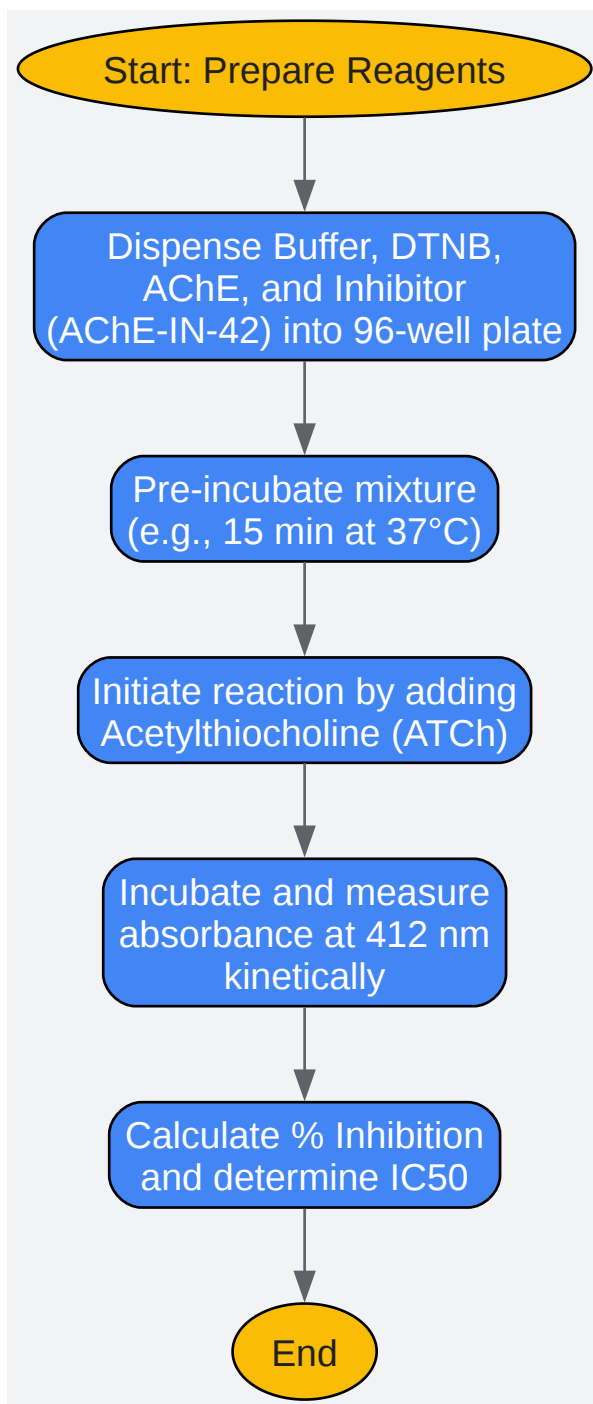 Start: Prepare Reagents
Dispense Buffer, DTNB,
AChE, and Inhibitor
(AChE-IN-42) into 96-well plate
Pre-incubate mixture
(e.g., 15 min at 37°C)
Initiate reaction by adding
Acetylthiocholine (ATCh)
Incubate and measure
absorbance at 412 nm
kinetically
Calculate % Inhibition
and determine IC50
End